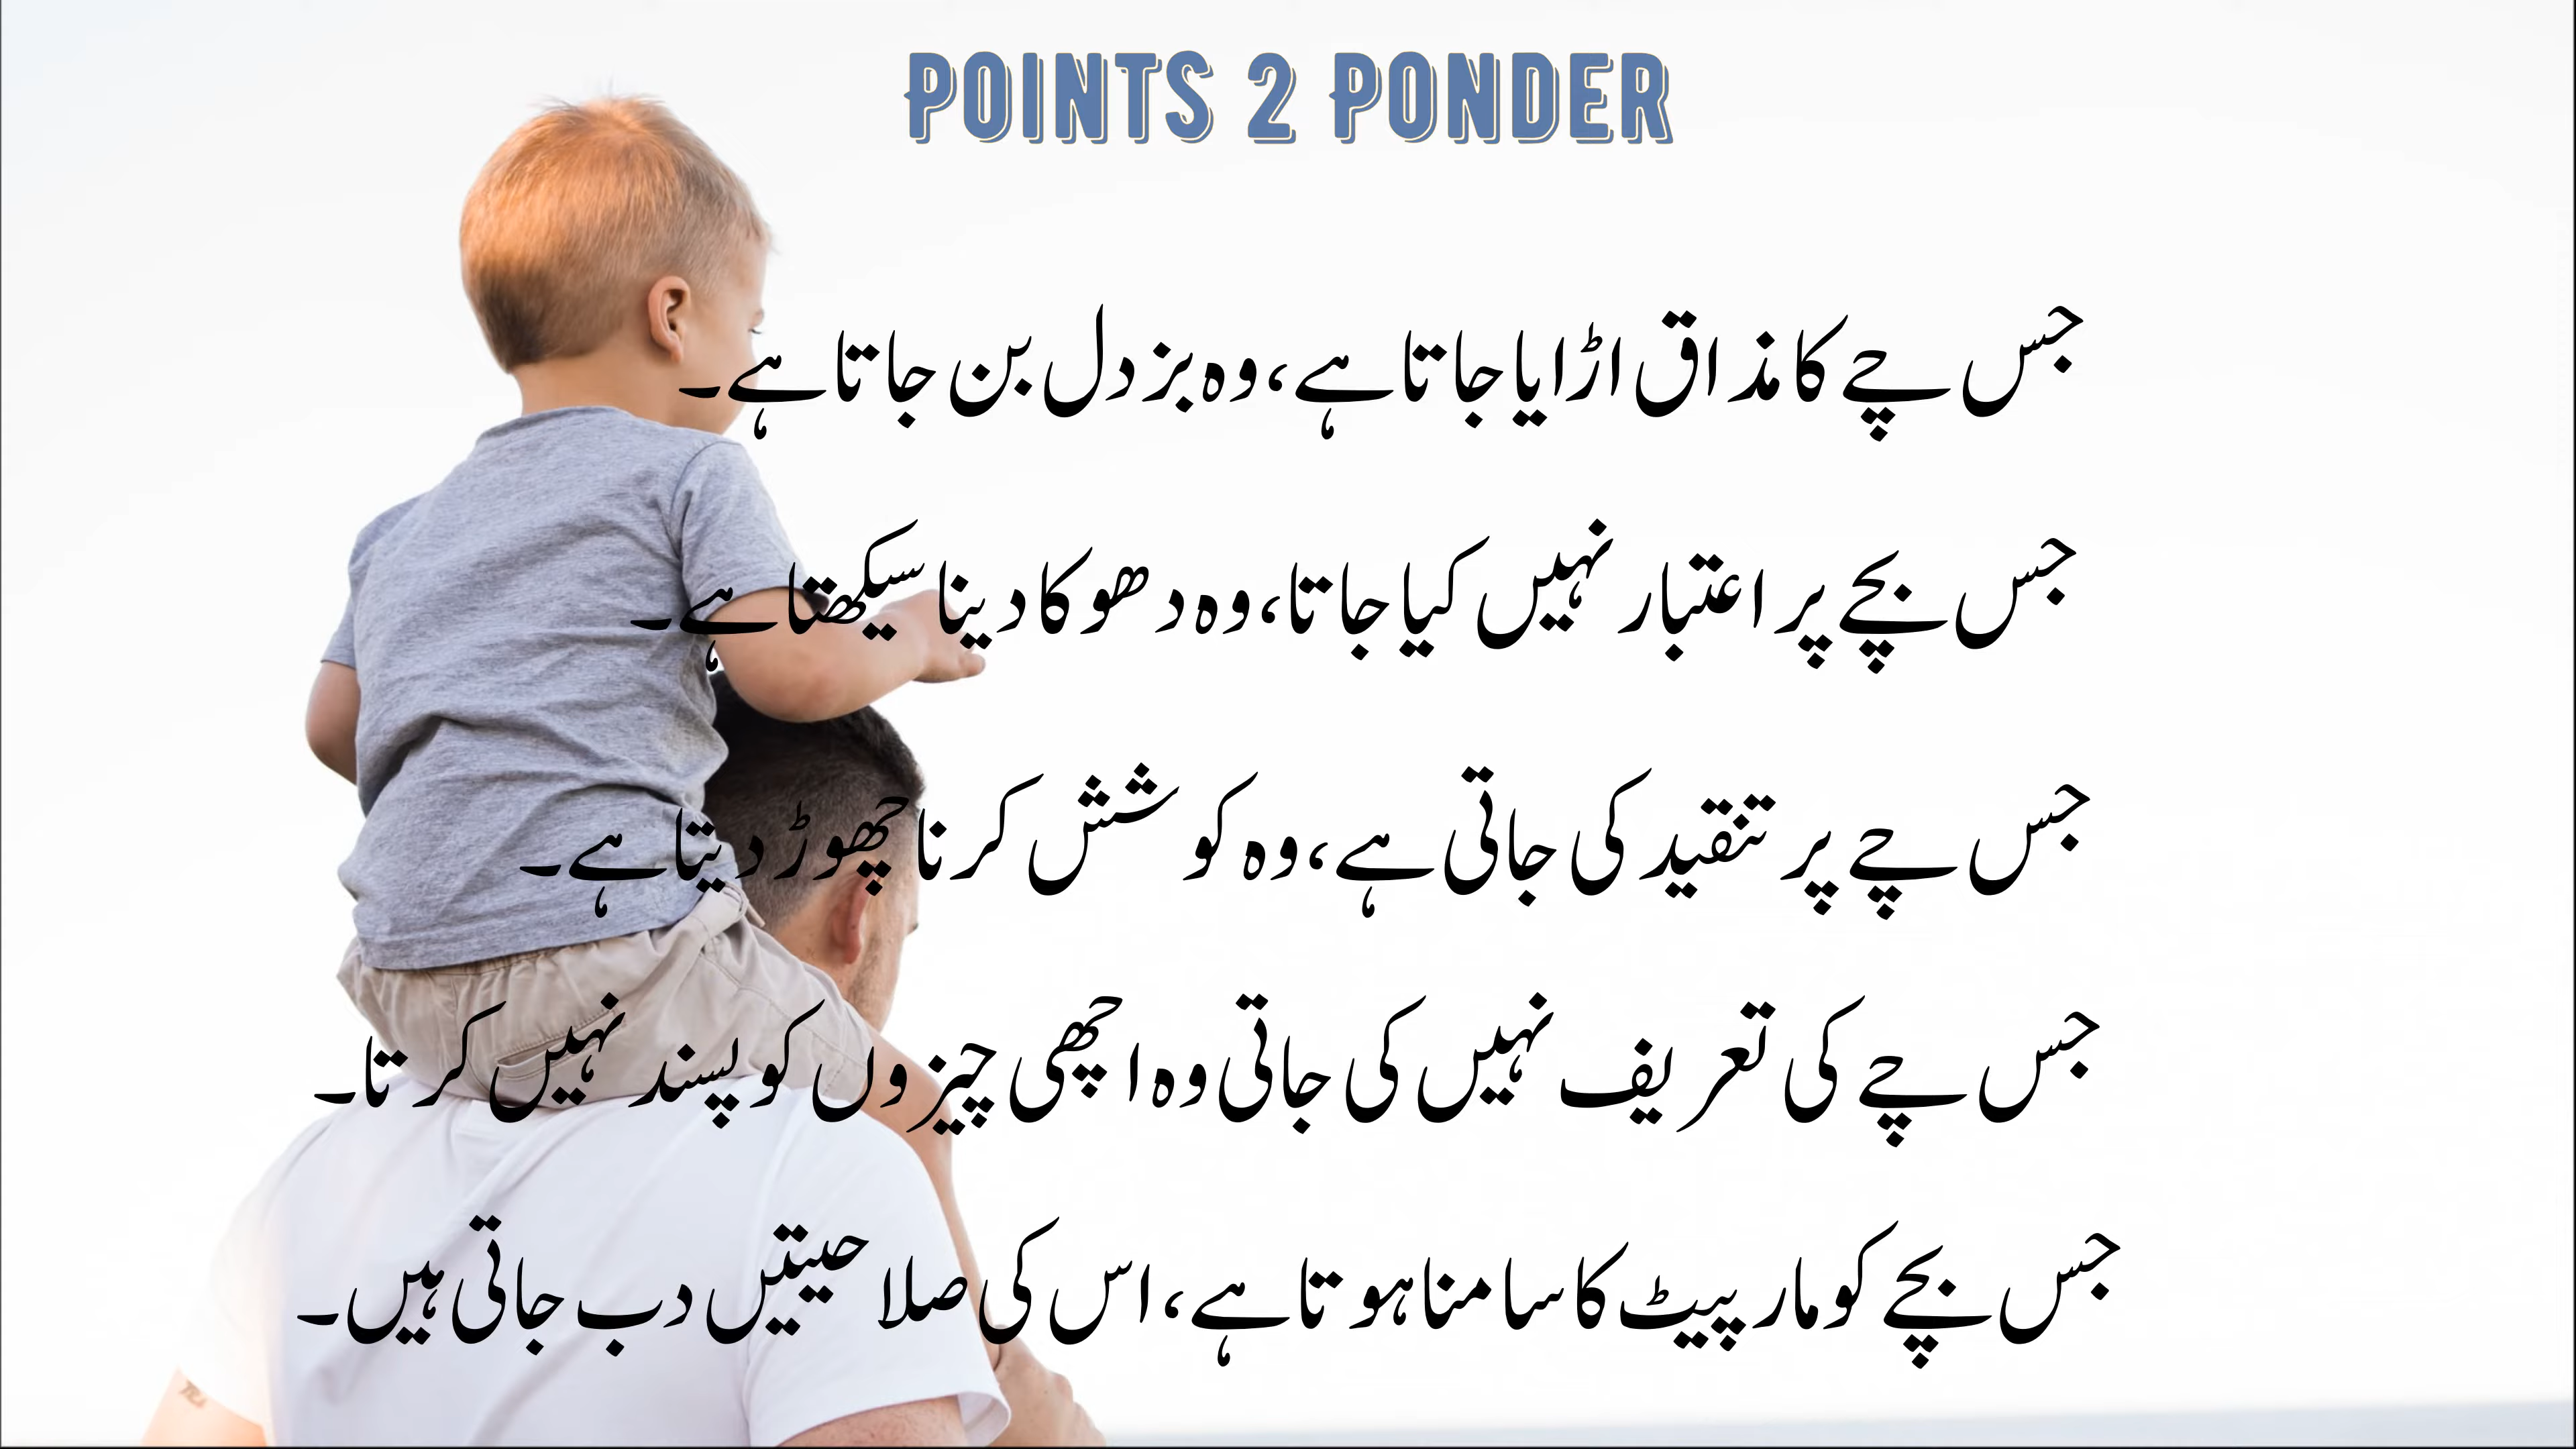 POINTS 2 PONDER
جس بچے کا مذاق اڑایا جاتا ہے، وہ بزدل بن جاتا ہے۔
جس بچے پر اعتبار نہیں کیا جاتا، وہ دھوکا دینا سیکھتا ہے۔
جس بچے پر تنقید کی جاتی ہے، وہ کوشش کرنا چھوڑ دیتا ہے۔
جس بچے کی تعریف نہیں کی جاتی وہ اچھی چیزوں کو پسند نہیں کرتا۔
جس بچے کو مار پیٹ کا سامنا ہوتا ہے، اس کی صلاحیتیں دب جاتی ہیں۔